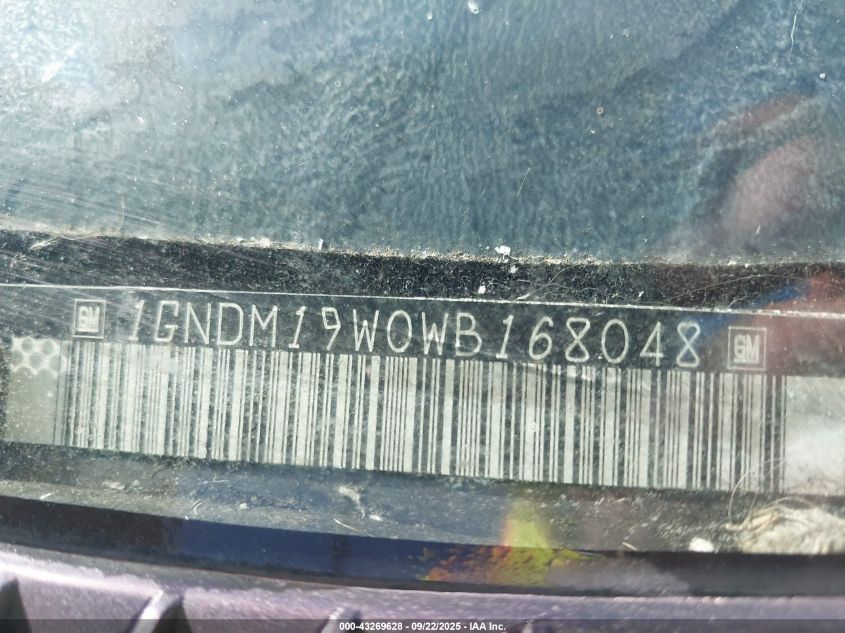 GM 1GNDM19W0WB168048 GM
000-43269628 - 09/22/2025 - IAA Inc.